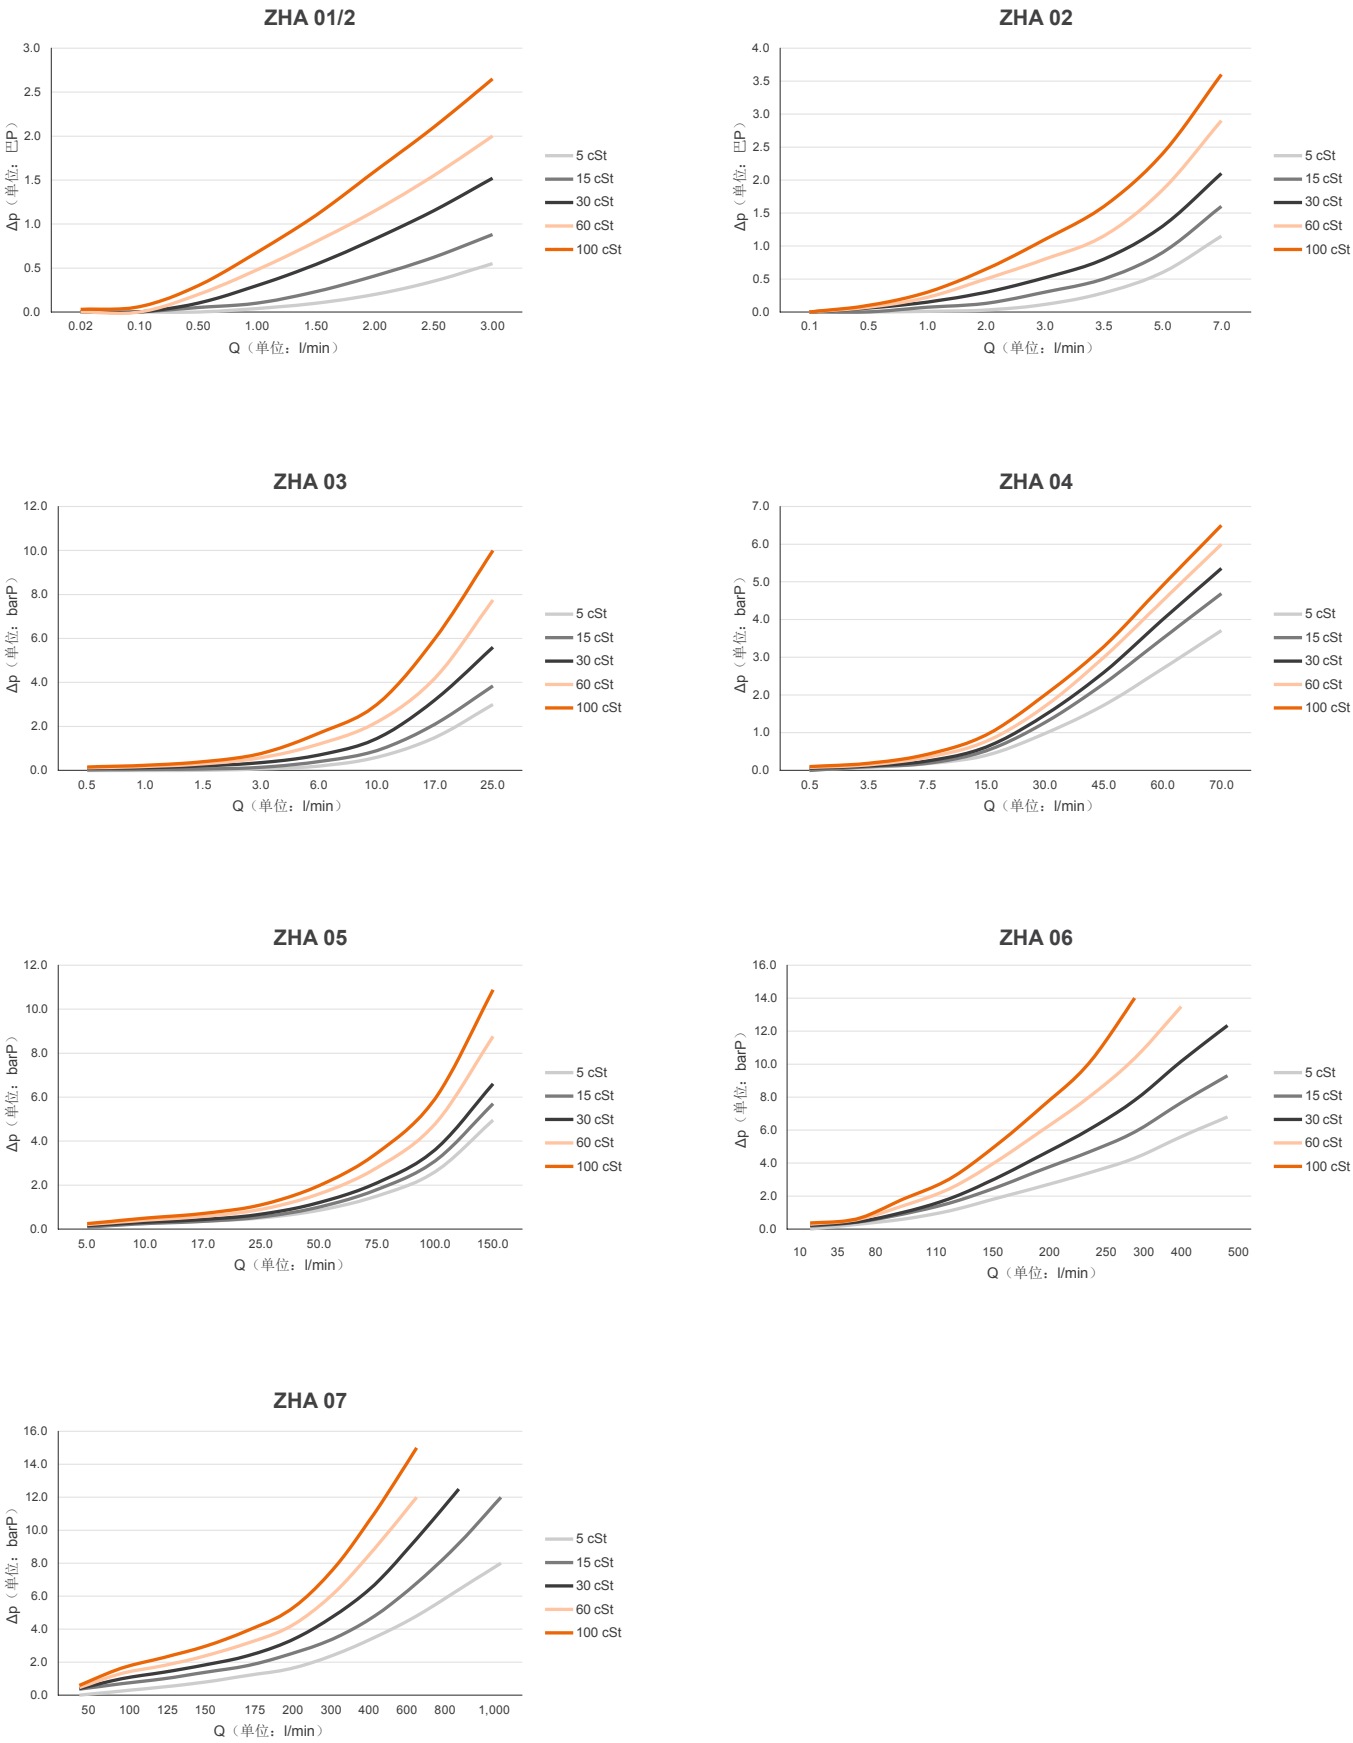 ZHA 01/2
3.0
2.5
2.0
1.5
1.0
0.5
0.0
Δp（单位：巴P）
0.02 0.10 0.50 1.00 1.50 2.00 2.50 3.00
Q（单位：l/min）
5 cSt
15 cSt
30 cSt
60 cSt
100 cSt
ZHA 02
4.0
3.5
3.0
2.5
2.0
1.5
1.0
0.5
0.0
Δp（单位：巴P）
0.1 0.5 1.0 2.0 3.0 3.5 5.0 7.0
Q（单位：l/min）
5 cSt
15 cSt
30 cSt
60 cSt
100 cSt
ZHA 03
12.0
10.0
8.0
6.0
4.0
2.0
0.0
Δp（单位：barP）
0.5 1.0 1.5 3.0 6.0 10.0 17.0 25.0
Q（单位：l/min）
5 cSt
15 cSt
30 cSt
60 cSt
100 cSt
ZHA 04
7.0
6.0
5.0
4.0
3.0
2.0
1.0
0.0
Δp（单位：barP）
0.5 3.5 7.5 15.0 30.0 45.0 60.0 70.0
Q（单位：l/min）
5 cSt
15 cSt
30 cSt
60 cSt
100 cSt
ZHA 05
12.0
10.0
8.0
6.0
4.0
2.0
0.0
Δp（单位：barP）
5.0 10.0 17.0 25.0 50.0 75.0 100.0 150.0
Q（单位：l/min）
5 cSt
15 cSt
30 cSt
60 cSt
100 cSt
ZHA 06
16.0
14.0
12.0
10.0
8.0
6.0
4.0
2.0
0.0
Δp（单位：barP）
10 35 80 110 150 200 250 300 400 500
Q（单位：l/min）
5 cSt
15 cSt
30 cSt
60 cSt
100 cSt
ZHA 07
16.0
14.0
12.0
10.0
8.0
6.0
4.0
2.0
0.0
Δp（单位：barP）
50 100 125 150 175 200 300 400 600 800 1,000
Q（单位：l/min）
5 cSt
15 cSt
30 cSt
60 cSt
100 cSt